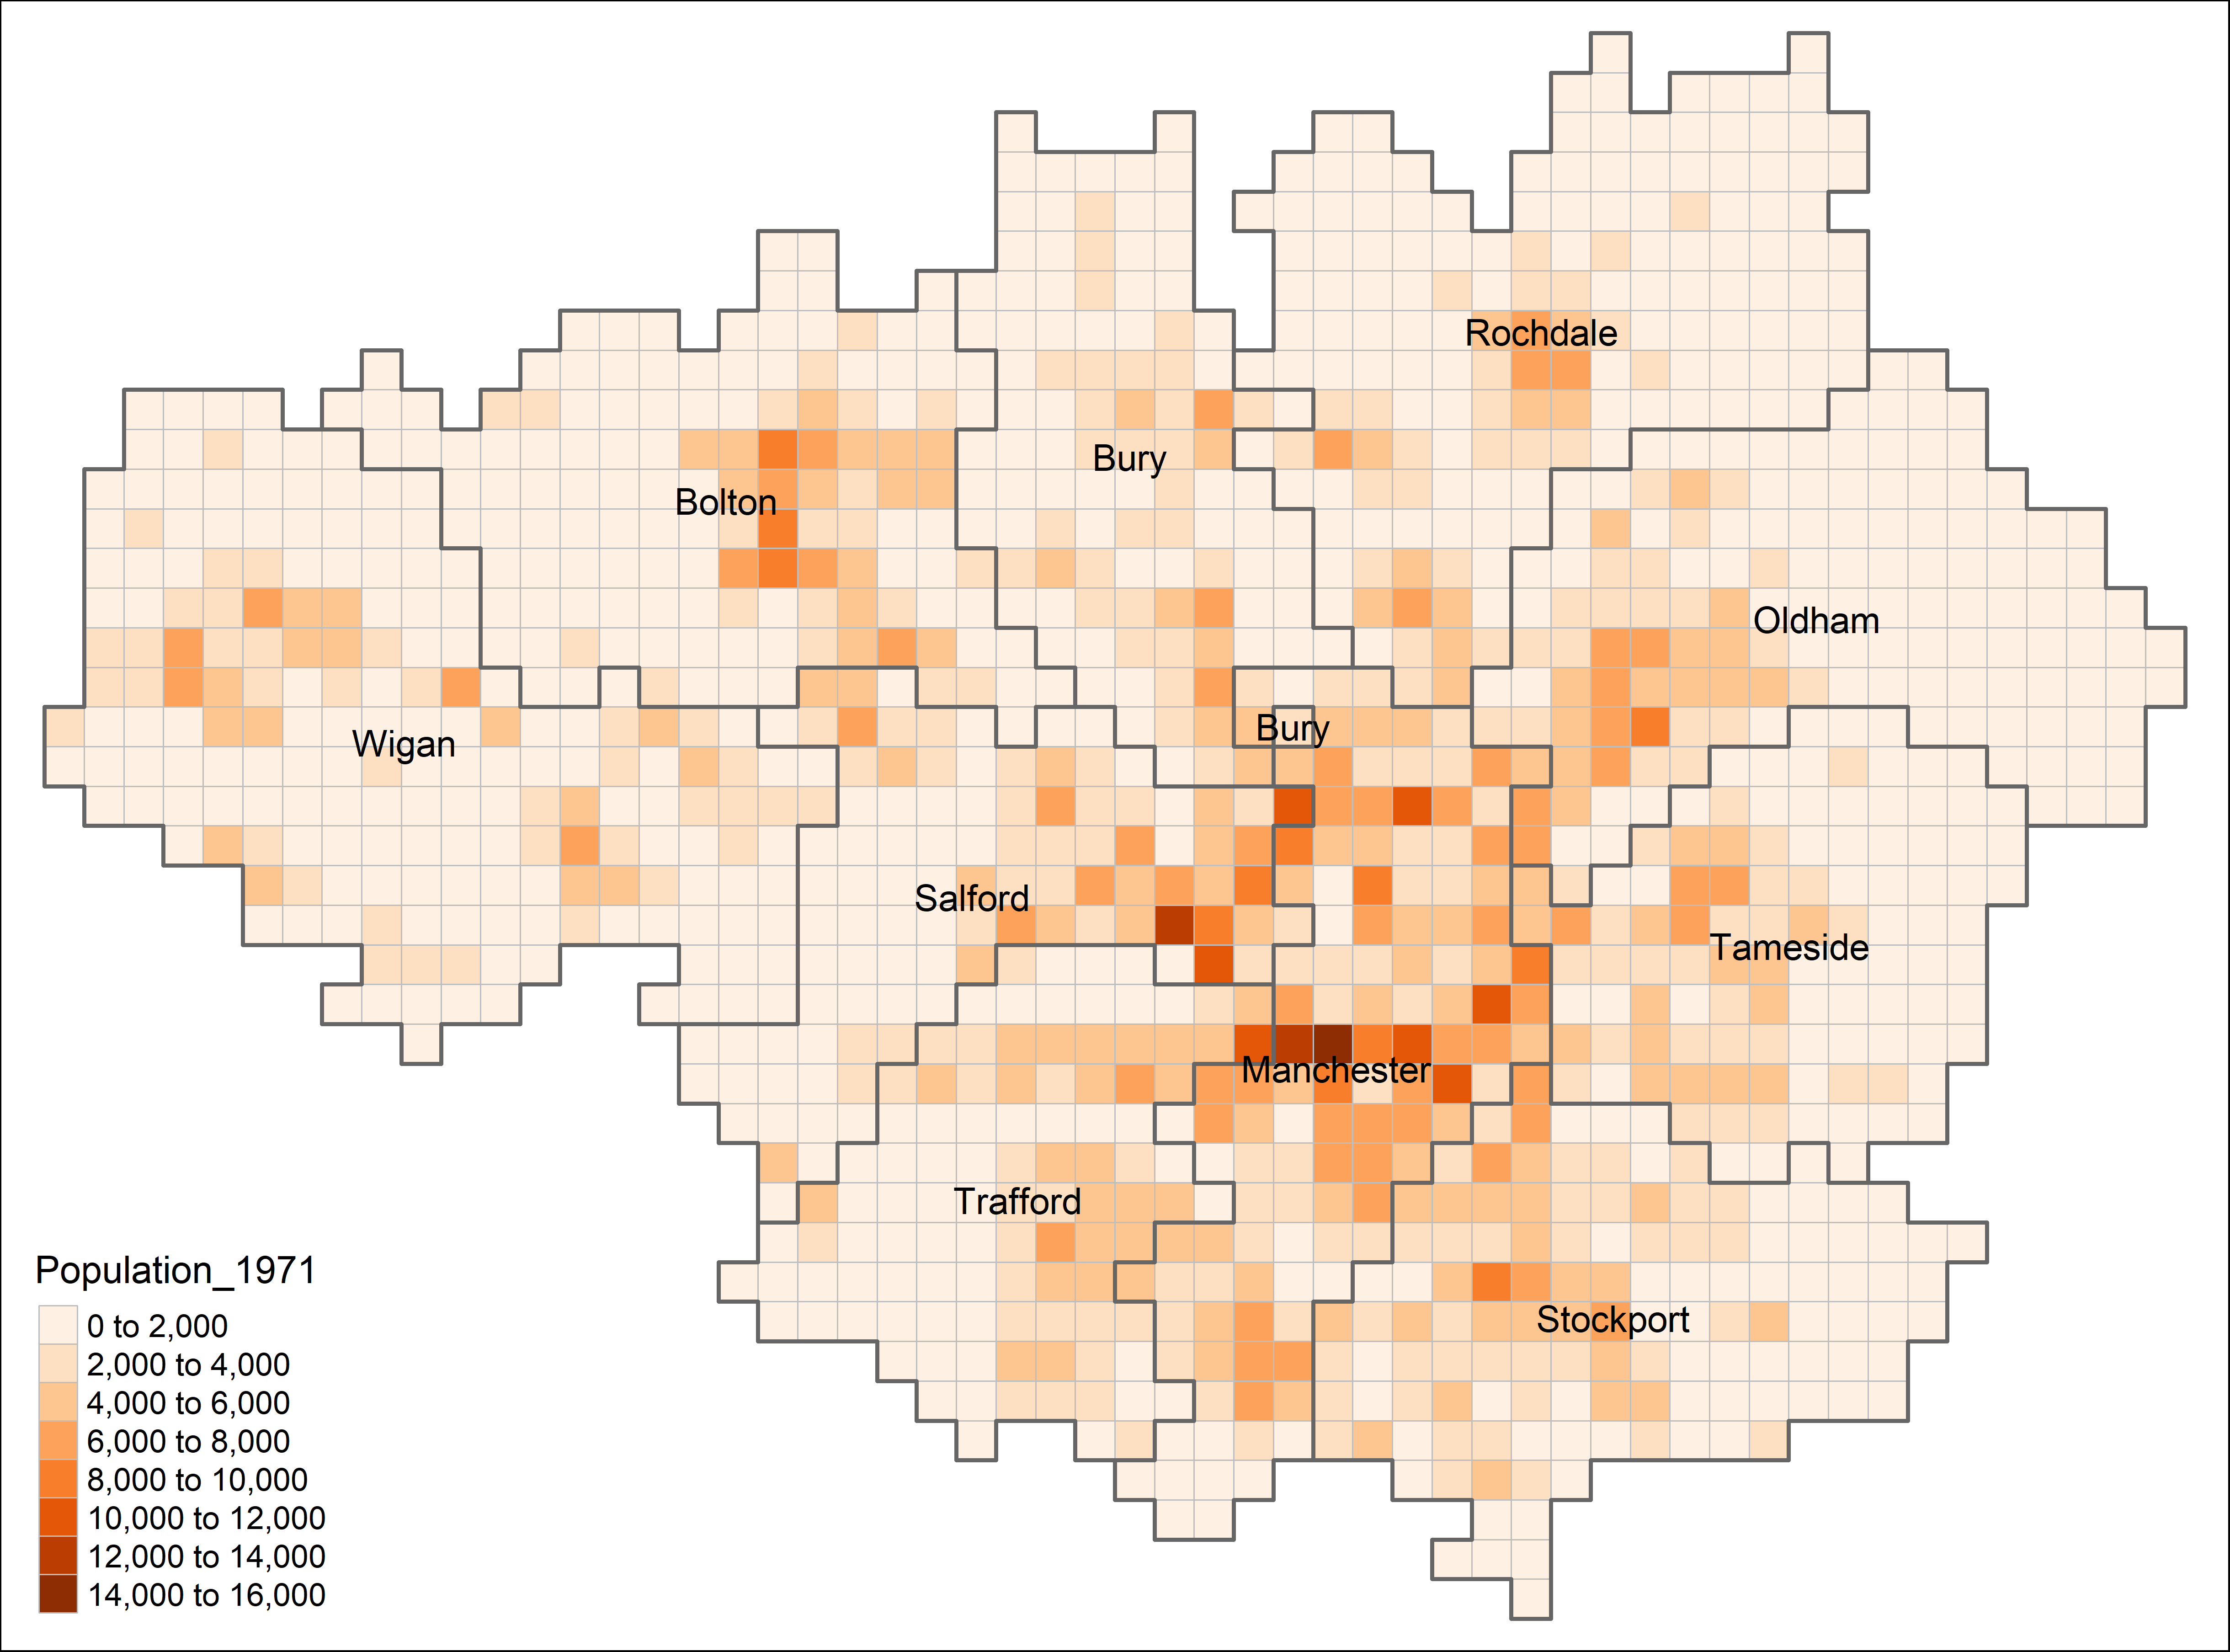 Rochdale
Bury
Bolton
Oldham
Bury
Wigan
Salford
Tameside
Manchester
Trafford
Stockport
Population_1971
0 to 2,000
2,000 to 4,000
4,000 to 6,000
6,000 to 8,000
8,000 to 10,000
10,000 to 12,000
12,000 to 14,000
14,000 to 16,000